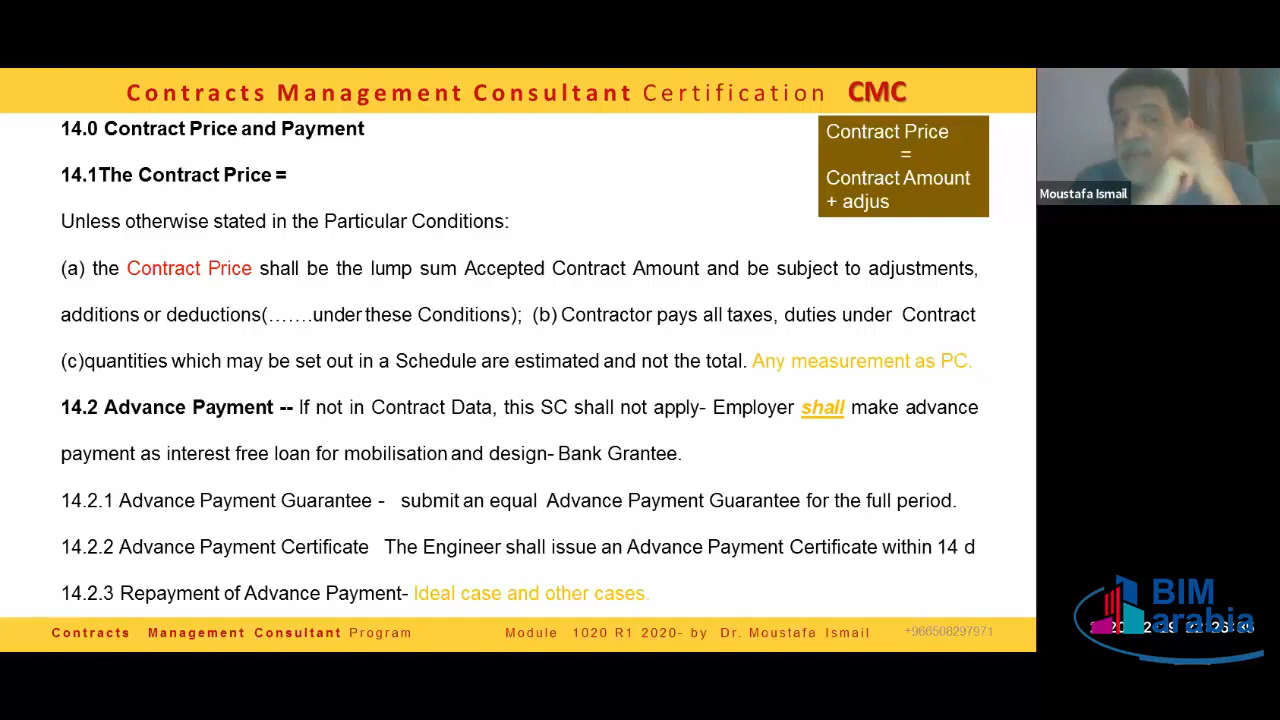 Contracts Management Consultant Certification CMC
14.0 Contract Price and Payment
Contract Price
=
Contract Amount
+ adjus
14.1The Contract Price =
Unless otherwise stated in the Particular Conditions:
(a) the Contract Price shall be the lump sum Accepted Contract Amount and be subject to adjustments,
additions or deductions(…….under these Conditions); (b) Contractor pays all taxes, duties under Contract
(c)quantities which may be set out in a Schedule are estimated and not the total. Any measurement as PC.
14.2 Advance Payment -- If not in Contract Data, this SC shall not apply- Employer shall make advance
payment as interest free loan for mobilisation and design- Bank Grantee.
14.2.1 Advance Payment Guarantee - submit an equal Advance Payment Guarantee for the full period.
14.2.2 Advance Payment Certificate The Engineer shall issue an Advance Payment Certificate within 14 d
14.2.3 Repayment of Advance Payment- Ideal case and other cases.
Contracts Management Consultant Program
Module 1020 R1 2020- by Dr. Moustafa Ismail
+966508297971
Moustafa Ismail
BIM
arabia